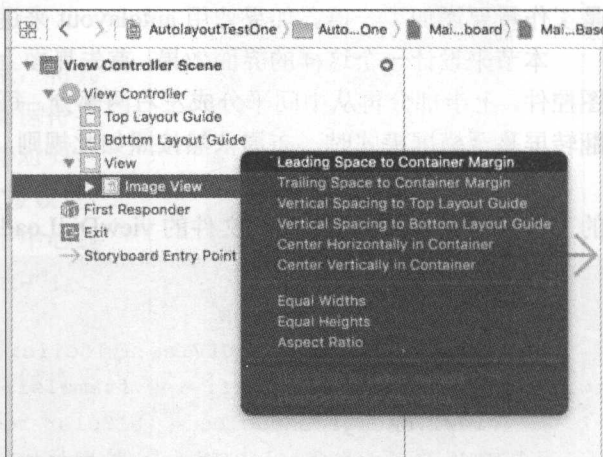 AutolayoutTestOne Auto...One Mai...board Mai...Base
View Controller Scene
View Controller
Top Layout Guide
Bottom Layout Guide
View
Image View
First Responder
Exit
Storyboard Entry Point
Leading Space to Container Margin
Trailing Space to Container Margin
Vertical Spacing to Top Layout Guide
Vertical Spacing to Bottom Layout Guide
Center Horizontally in Container
Center Vertically in Container
Equal Widths
Equal Heights
Aspect Ratio